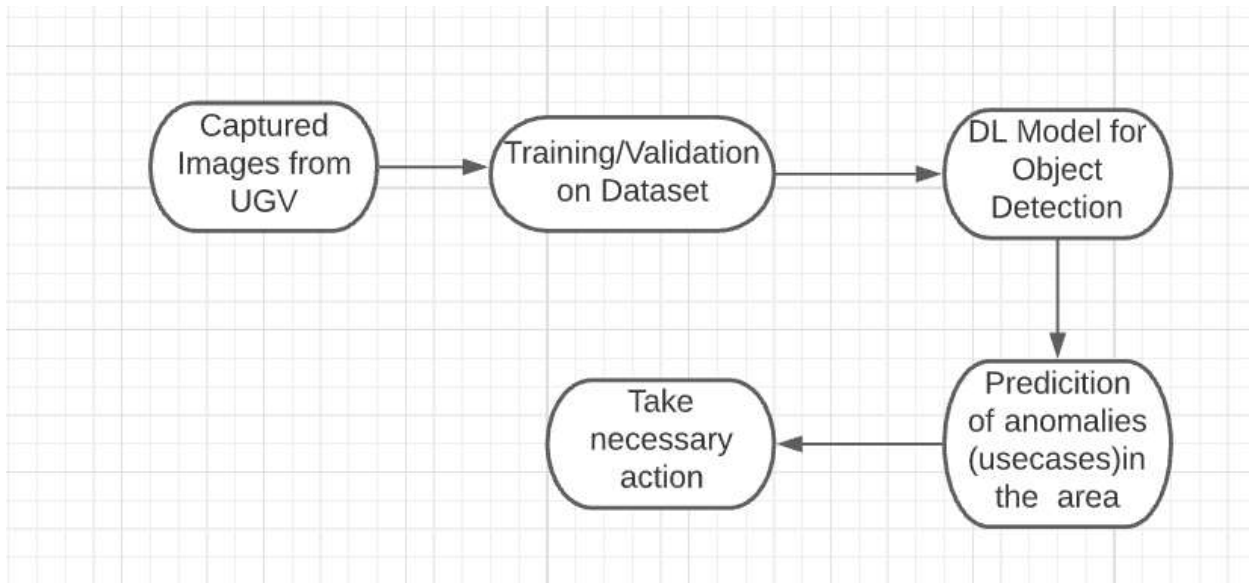 Captured
Images from
UGV
Training/Validation
on Dataset
DL Model for
Object
Detection
Predicition
of anomalies
(usecases)in
the area
Take
necessary
action